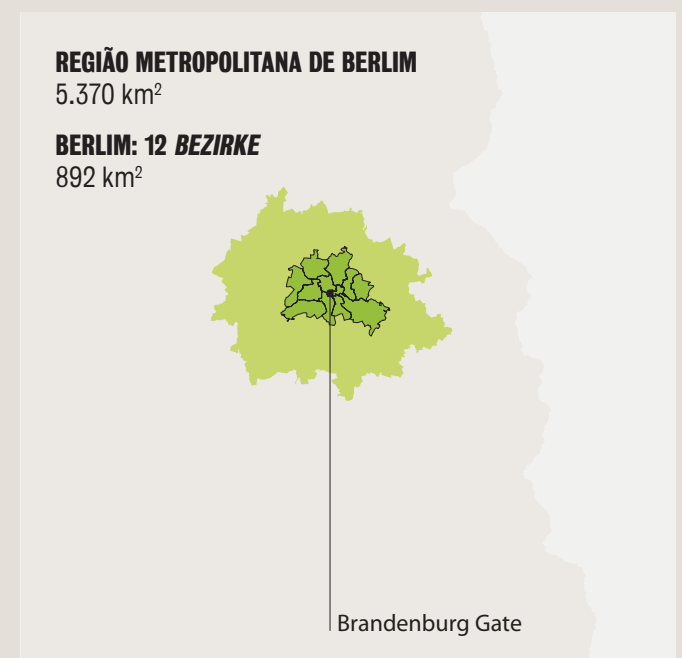 REGIÃO METROPOLITANA DE BERLIM
5.370 km²
BERLIM: 12 BEZIRKE
892 km²
Brandenburg Gate